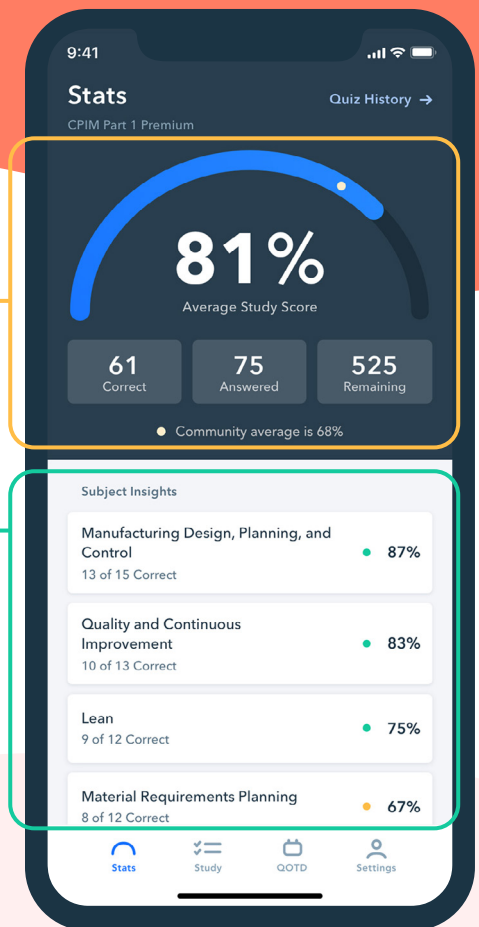 9:41
Stats
Quiz History →
CPIM Part 1 Premium
81%
Average Study Score
61
Correct
75
Answered
525
Remaining
Community average is 68%
Subject Insights
Manufacturing Design, Planning, and
Control
13 of 15 Correct
87%
Quality and Continuous
Improvement
10 of 13 Correct
83%
Lean
9 of 12 Correct
75%
Material Requirements Planning
8 of 12 Correct
67%
Stats
Study
QOTD
Settings